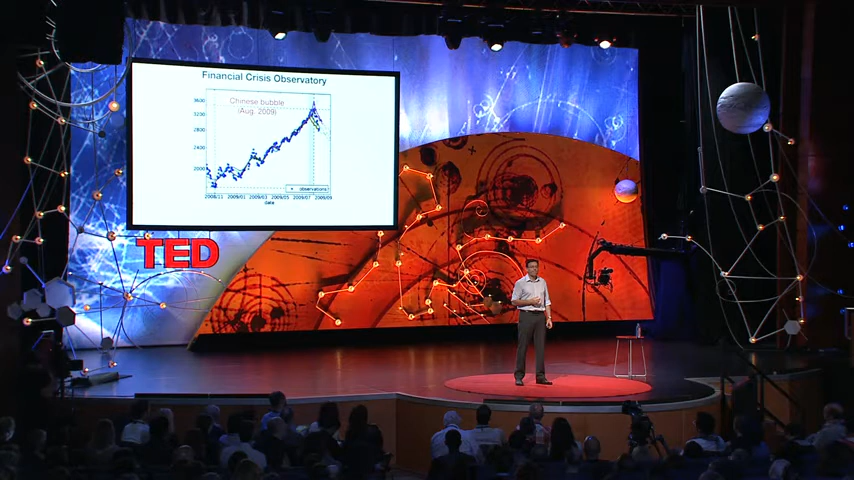 Financial Crisis Observatory
Chinese bubble
(Aug. 2009)
3600
3200
2800
2400
2000
observations
2008/11 2009/01 2009/03 2009/05 2009/07 2009/09
date
TED